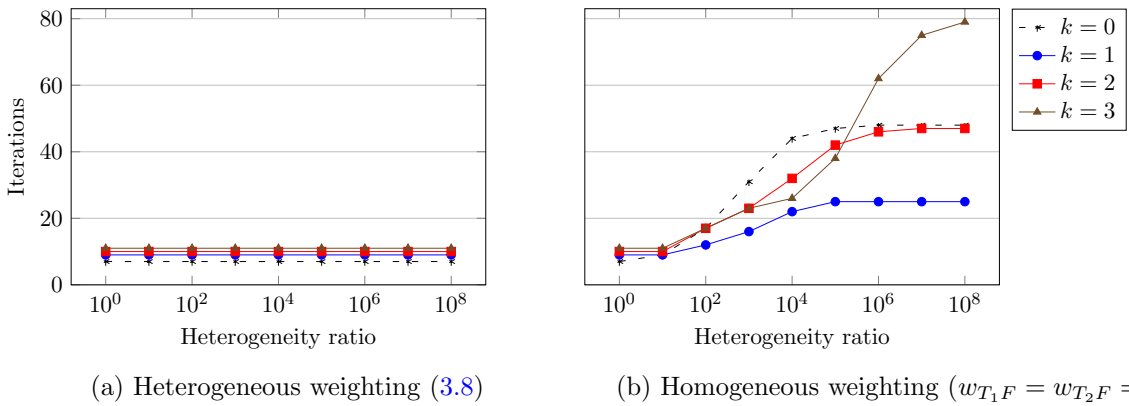 80
60
40
20
0
Iterations
10^0 10^2 10^4 10^6 10^8
Heterogeneity ratio
(a) Heterogeneous weighting (3.8)
10^0 10^2 10^4 10^6 10^8
Heterogeneity ratio
(b) Homogeneous weighting (w_{T_1F} = w_{T_2F} =
k = 0
k = 1
k = 2
k = 3